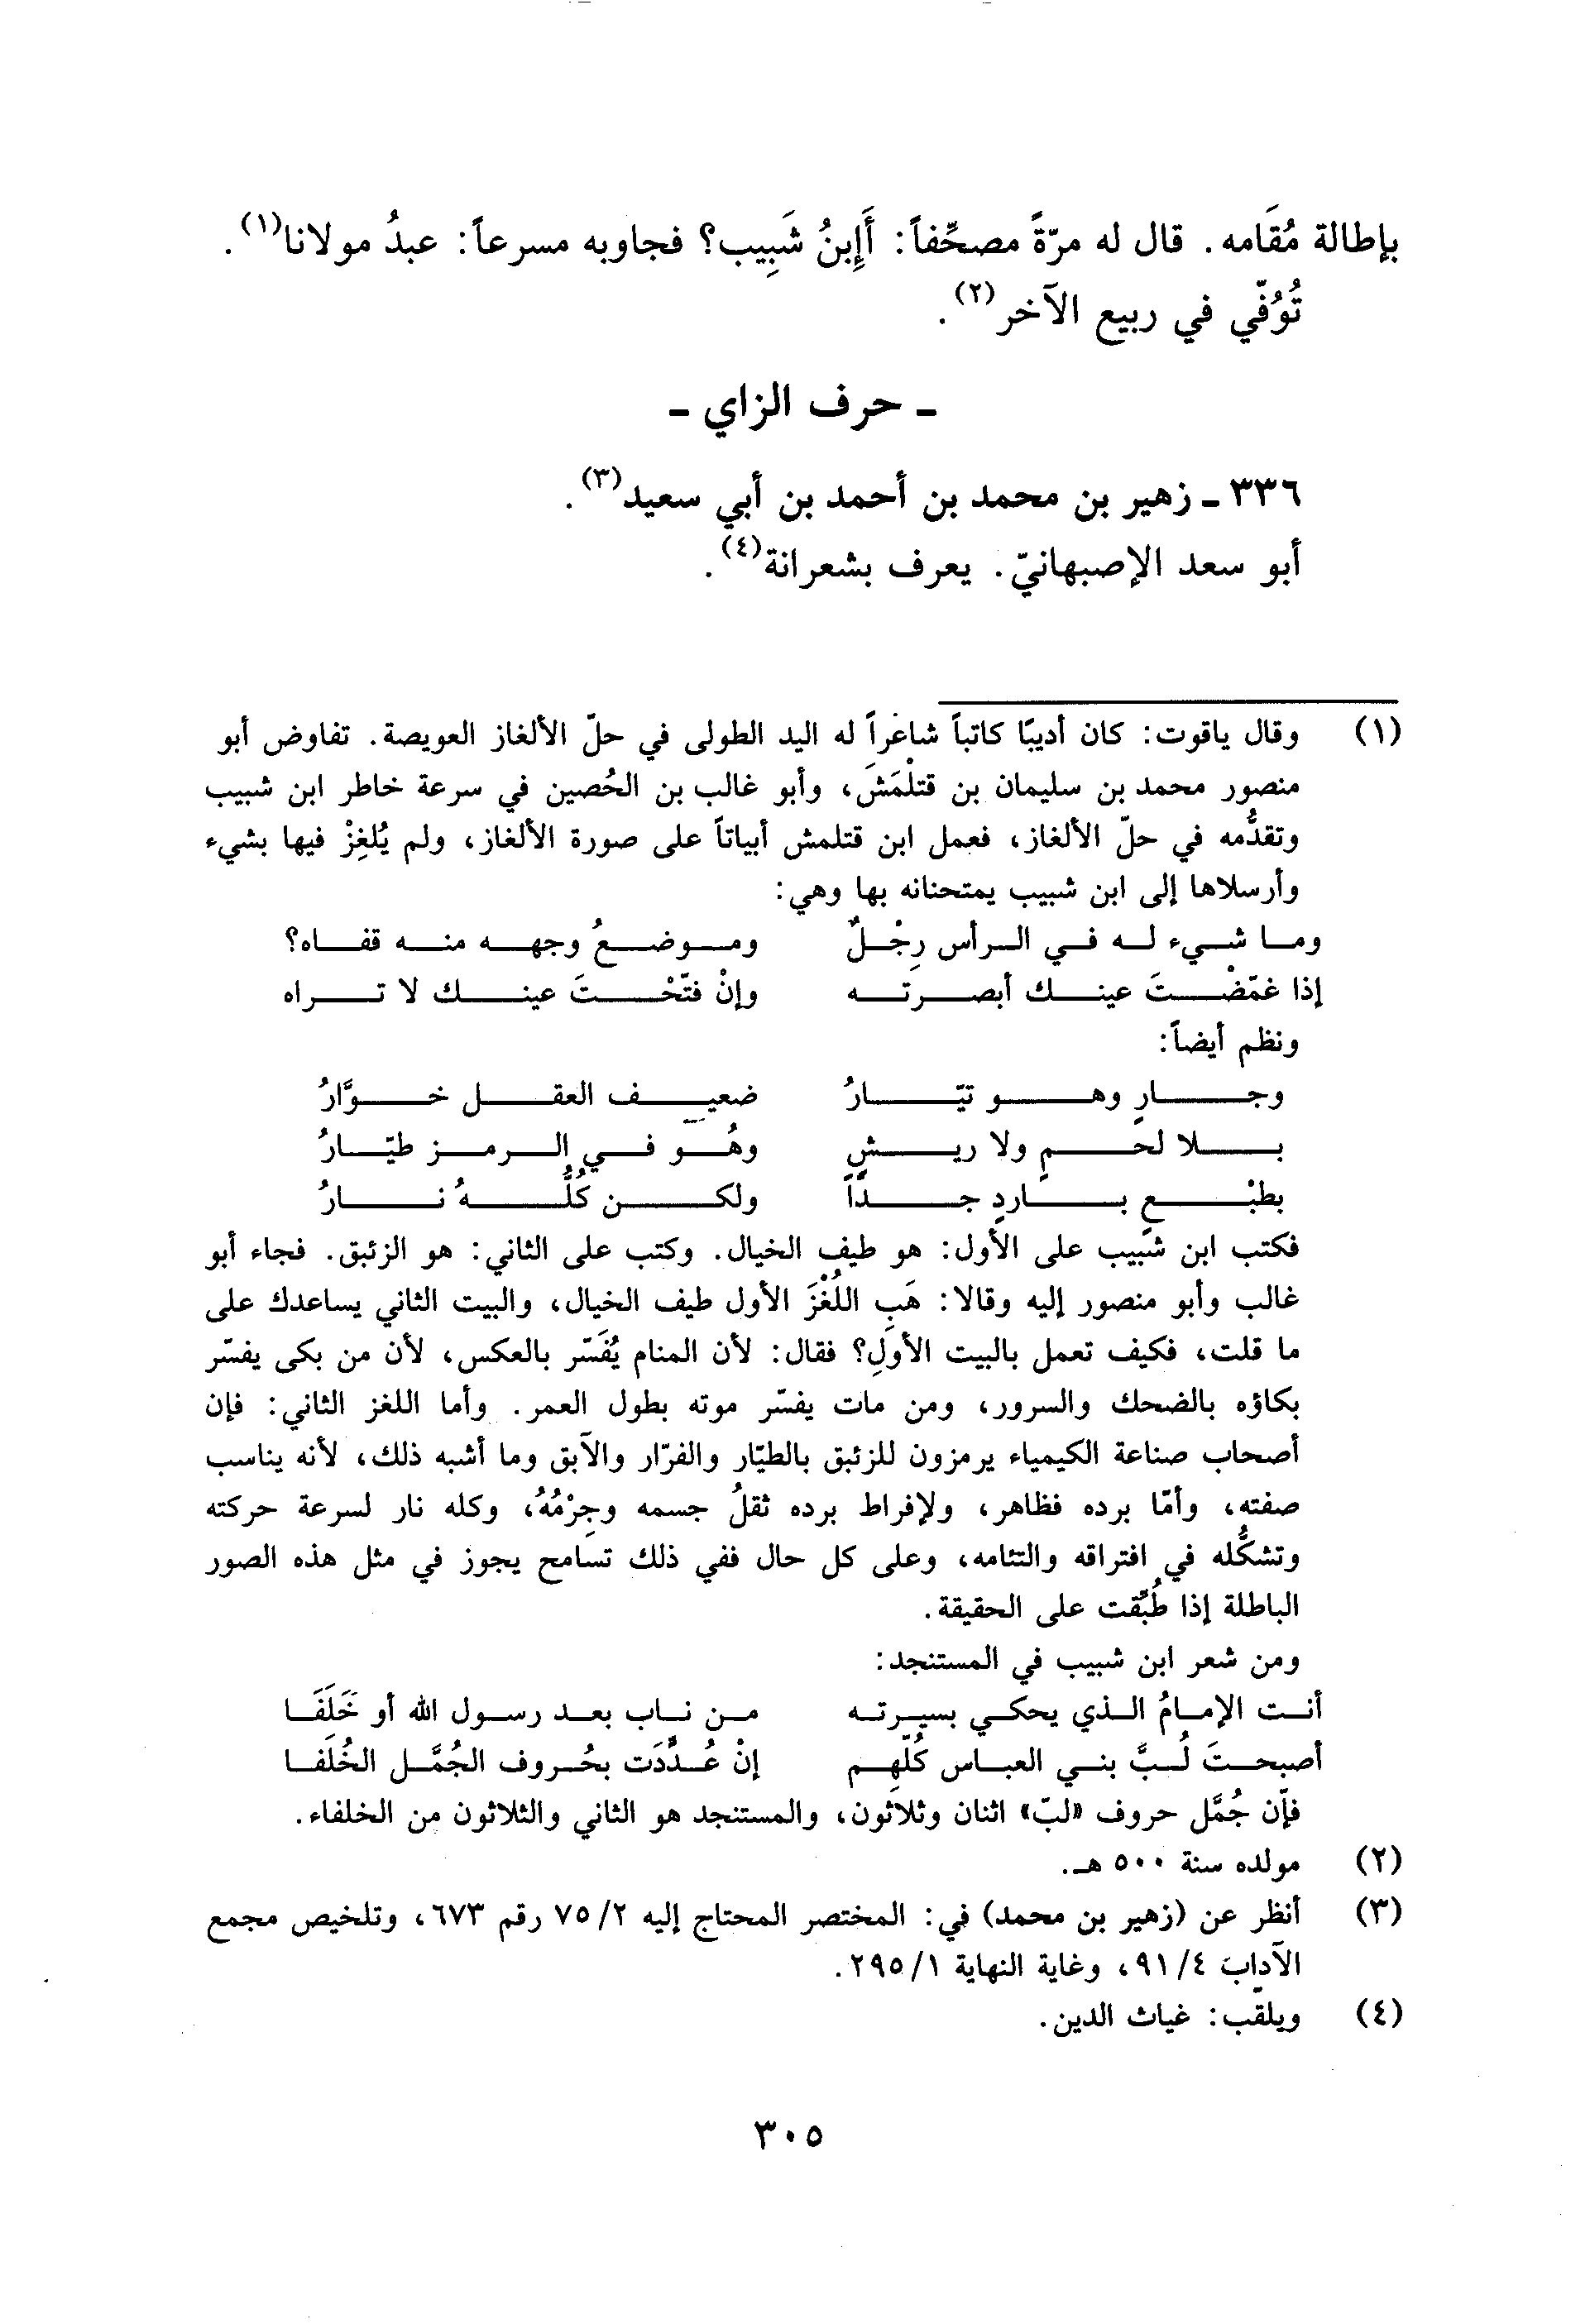 بإطالة مُقَامه. قال له مرّةً مصحِّفاً: أَإِبنُ شَبِيب؟ فجاوبه مسرعاً: عبدُ مولانا(١).
تُوُفّي في ربيع الآخر(٢).
ـ حرف الزاي ـ
٣٣٦ ـ زهير بن محمد بن أحمد بن أبي سعيد(٣).
أبو سعد الإصبهانيّ. يعرف بشعرانة(٤).
(١) وقال ياقوت: كان أديبًا كاتباً شاعراً له اليد الطولى في حلّ الألغاز العويصة. تفاوض أبو
منصور محمد بن سليمان بن قتلْمَشَ، وأبو غالب بن الحُصين في سرعة خاطر ابن شبيب
وتقدُّمه في حلّ الألغاز، فعمل ابن قتلمش أبياتاً على صورة الألغاز، ولم يُلغِزْ فيها بشيء
وأرسلاها إلى ابن شبيب يمتحنانه بها وهي:
وما شيء له في الرأس رِجْلٌ وموضعُ وجهه منه قفاه؟
إذا غمّضْتَ عينك أبصرته وإنْ فتّحْتَ عينك لا تراه
ونظم أيضاً:
وجارٍ وهو تيّارُ ضعيف العقل خوَّارُ
بلا لحمٍ ولا ريشٍ وهُو في الرمز طيّارُ
بطبْعٍ باردٍ جدّاً ولكن كُلُّهُ نارُ
فكتب ابن شَبيب على الأول: هو طيف الخيال. وكتب على الثاني: هو الزئبق. فجاء أبو
غالب وأبو منصور إليه وقالا: هَبِ اللُغْزَ الأول طيف الخيال، والبيت الثاني يساعدك على
ما قلت، فكيف تعمل بالبيت الأولِ؟ فقال: لأن المنام يُفَسّر بالعكس، لأن من بكى يفسّر
بكاؤه بالضحك والسرور، ومن مات يفسّر موته بطول العمر. وأما اللغز الثاني: فإن
أصحاب صناعة الكيمياء يرمزون للزئبق بالطيّار والفرّار والآبق وما أشبه ذلك، لأنه يناسب
صفته، وأمّا برده فظاهر، ولإفراط برده ثقلُ جسمه وجِرْمُهُ، وكله نار لسرعة حركته
وتشكُّله في افتراقه والتئامه، وعلى كل حال ففي ذلك تسامح يجوز في مثل هذه الصور
الباطلة إذا طُبِّقت على الحقيقة.
ومن شعر ابن شبيب في المستنجد:
أنت الإمامُ الذي يحكي بسيرته من ناب بعد رسول الله أو خَلَفَا
أصبحتَ لُبَّ بني العباس كُلّهم إنْ عُدَّدَت بحُروف الجُمَّل الخُلَفا
فإن جُمَّل حروف «لبّ» اثنان وثلاثون، والمستنجد هو الثاني والثلاثون من الخلفاء.
(٢) مولده سنة ٥٠٠ هـ.
(٣) أنظر عن (زهير بن محمد) في: المختصر المحتاج إليه ٧٥/٢ رقم ٦٧٣، وتلخيص مجمع
الآداب ٩١/٤، وغاية النهاية ٢٩٥/١.
(٤) ويلقب: غياث الدين.
٣٠٥